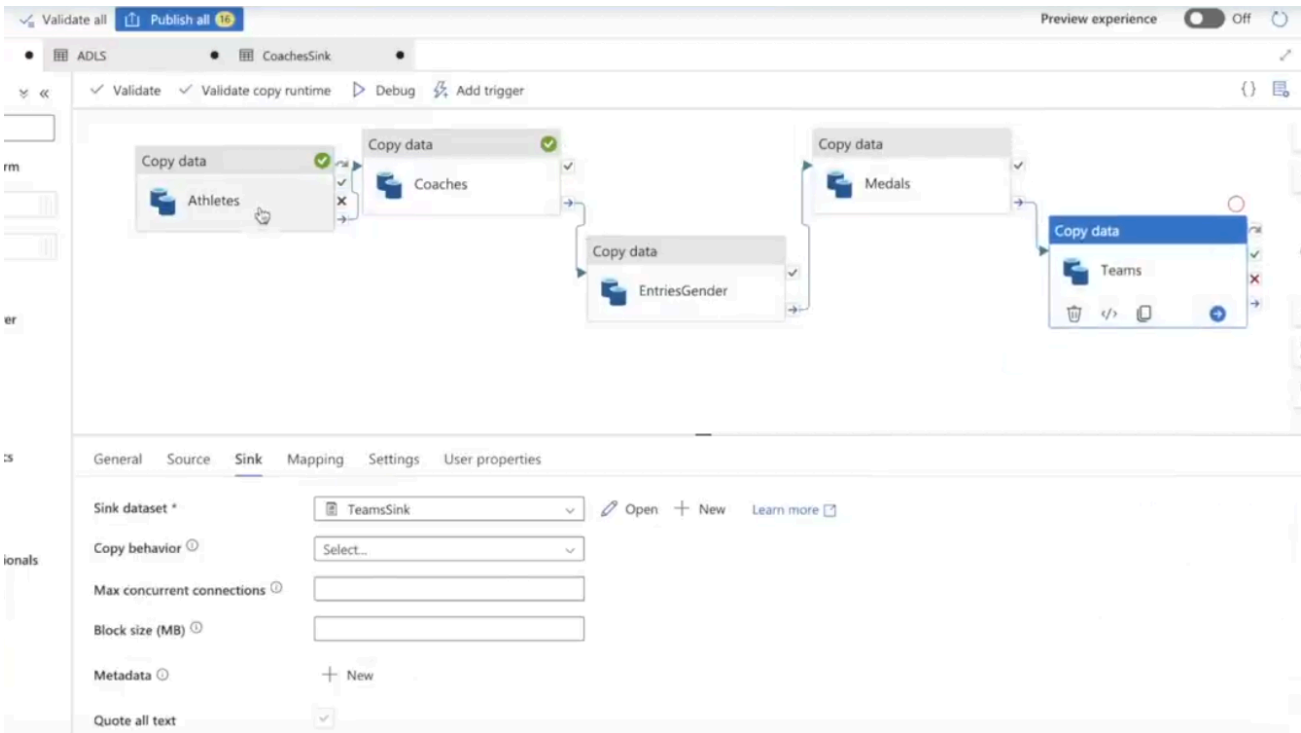 Validate all Publish all 16 Preview experience Off
ADLS CoachesSink
Validate Validate copy runtime Debug Add trigger {}
Copy data
Athletes
Copy data
Coaches
Copy data
EntriesGender
Copy data
Medals
Copy data
Teams
rm
er
cs
ionals
General Source Sink Mapping Settings User properties
Sink dataset * TeamsSink Open New Learn more
Copy behavior Select...
Max concurrent connections
Block size (MB)
Metadata New
Quote all text